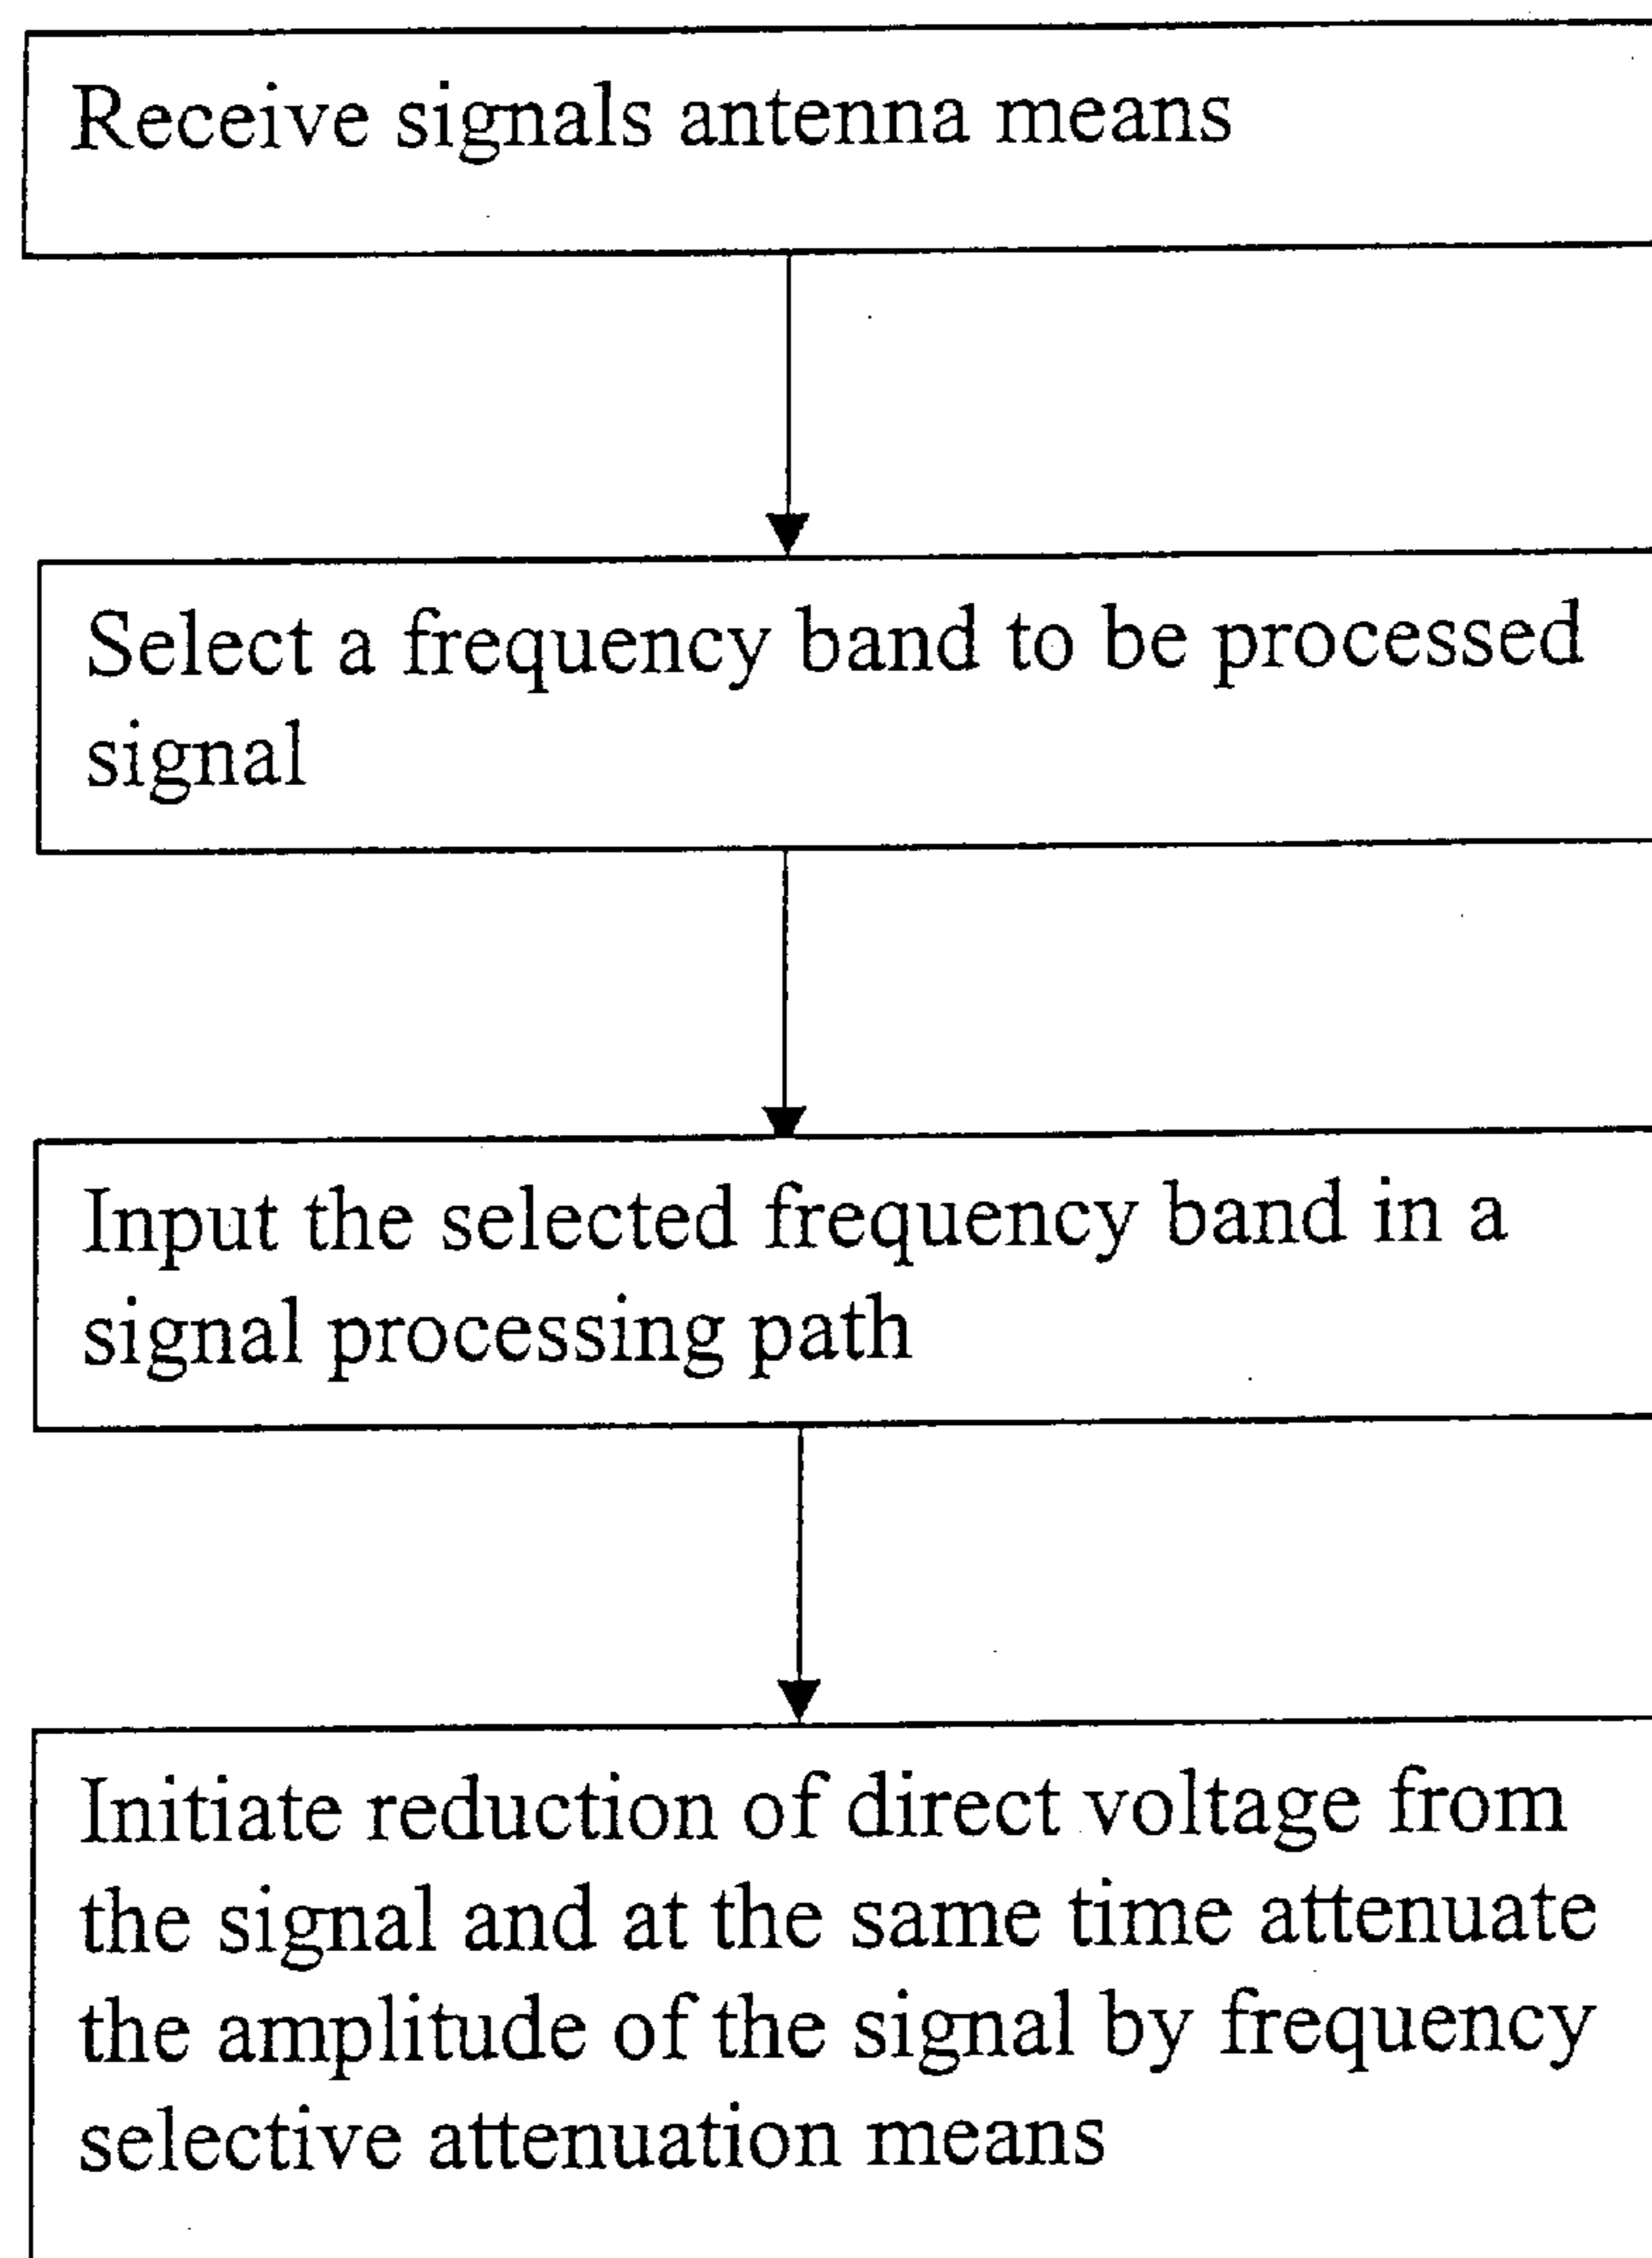 Receive signals antenna means
Select a frequency band to be processed
signal
Input the selected frequency band in a
signal processing path
Initiate reduction of direct voltage from
the signal and at the same time attenuate
the amplitude of the signal by frequency
selective attenuation means